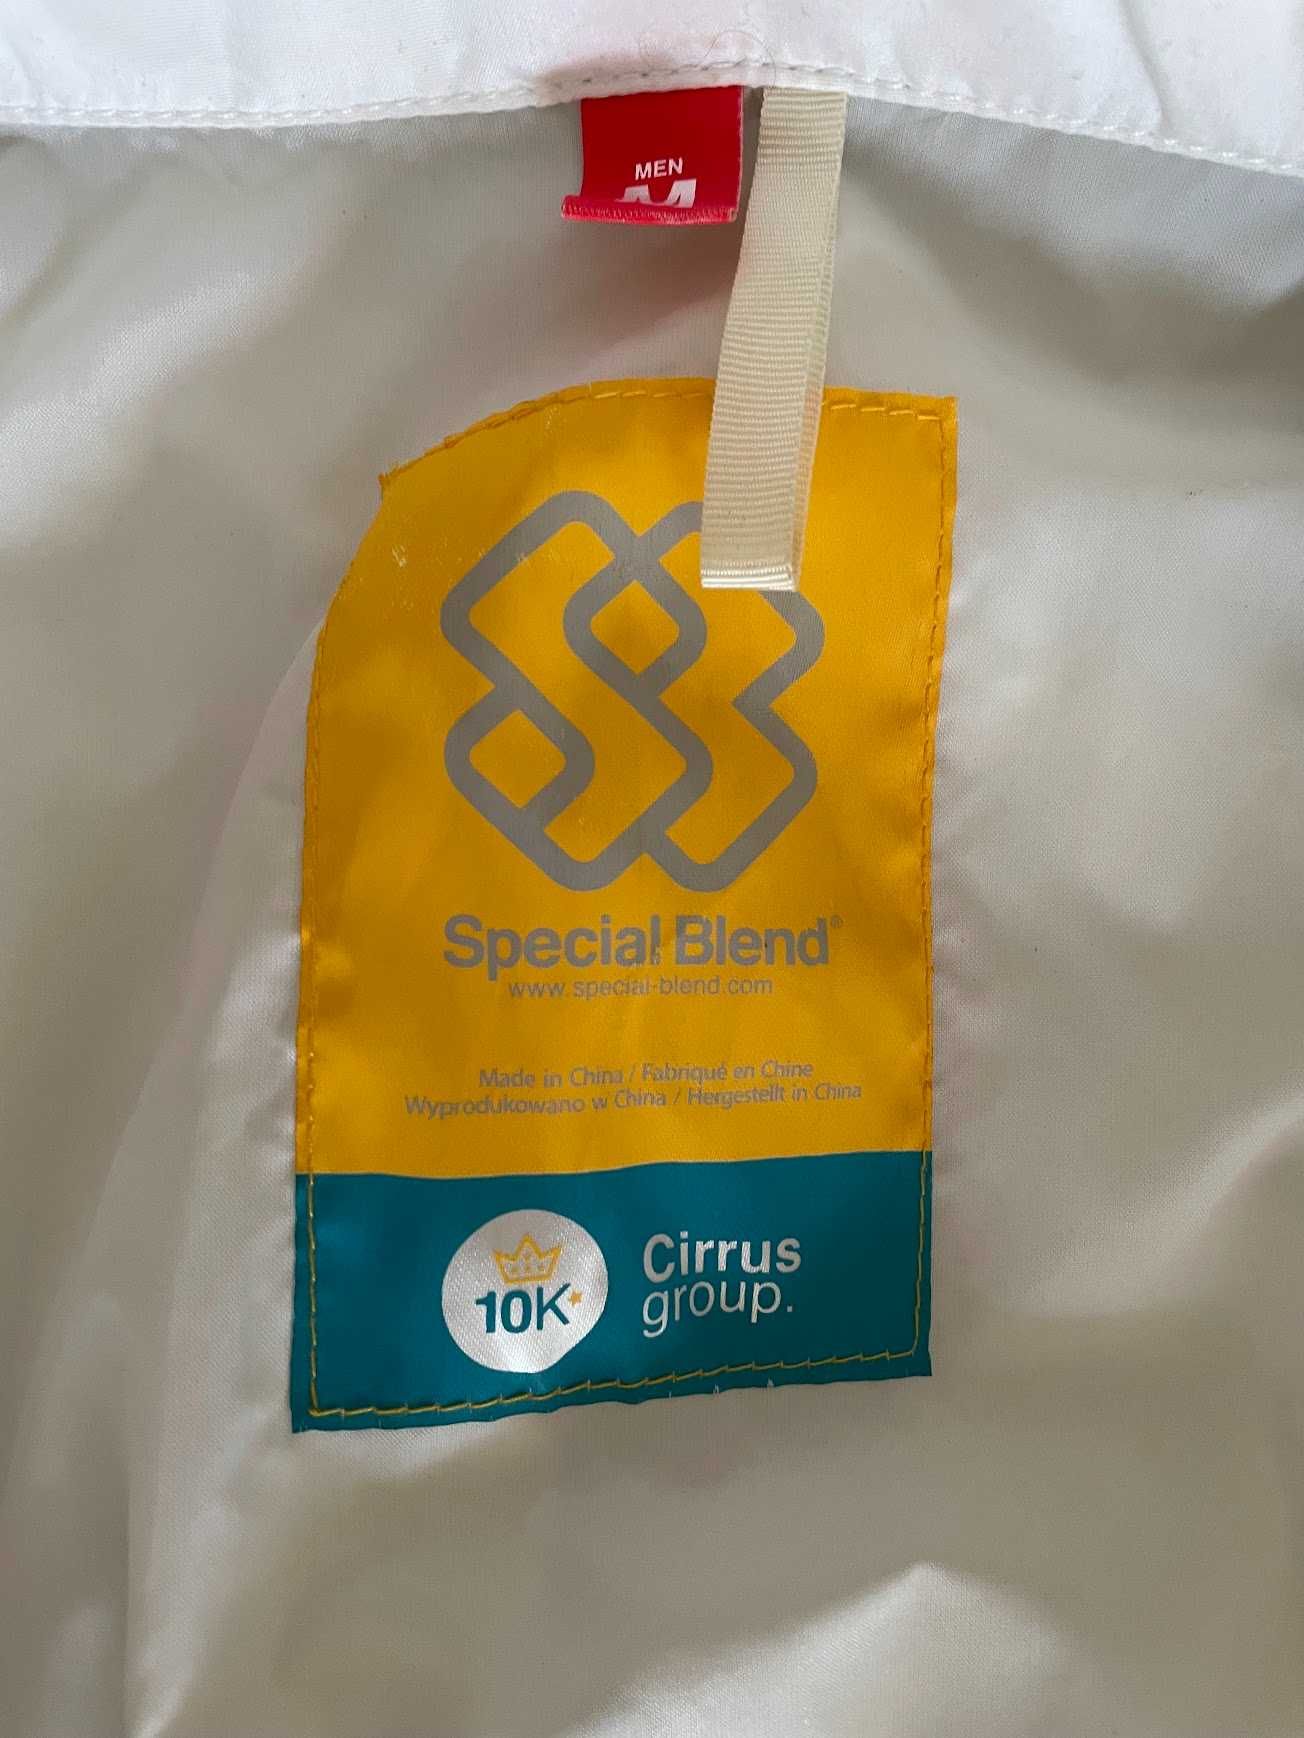 MEN
M
Special Blend®
www.special-blend.com
Made in China / Fabriqué en Chine
Wyprodukowano w China / Hergestellt in China
10K
Cirrus
group.